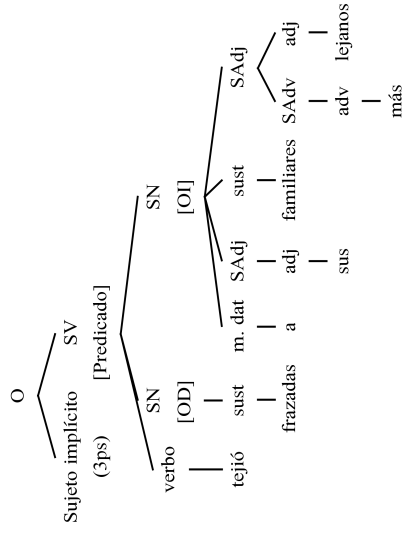 O
Sujeto implícito SV
(3ps) [Predicado]
verbo SN SN
[OD] [OI]
tejió sust m. dat SAdj sust SAdj
frazadas a adj familiares SAdv adj
sus adv lejanos
más